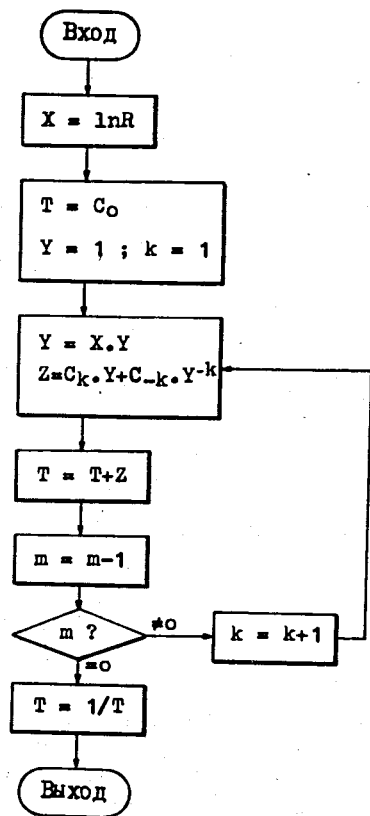 Вход
X = lnR
T = C₀
Y = 1 ; k = 1
Y = X.Y
Z=Cₖ.Y+C₋ₖ.Y⁻ᵏ
T = T+Z
m = m-1
m ?
≠0
k = k+1
=0
T = 1/T
Выход